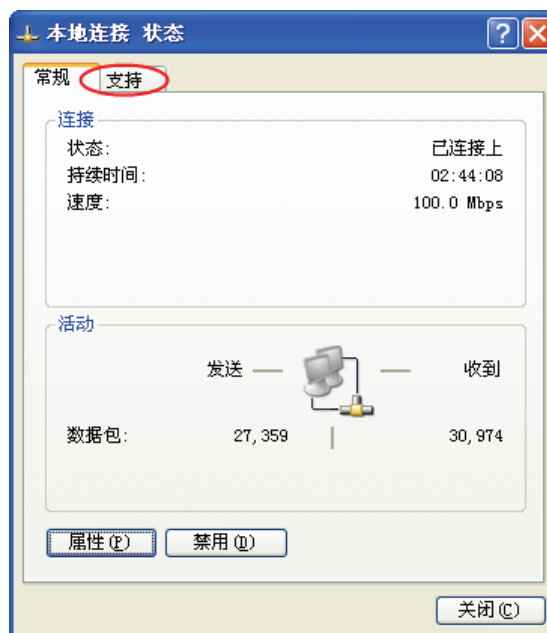 本地连接 状态
常规 支持
连接
状态: 已连接上
持续时间: 02:44:08
速度: 100.0 Mbps
活动
发送 收到
数据包: 27,359 30,974
属性(P) 禁用(D)
关闭(C)